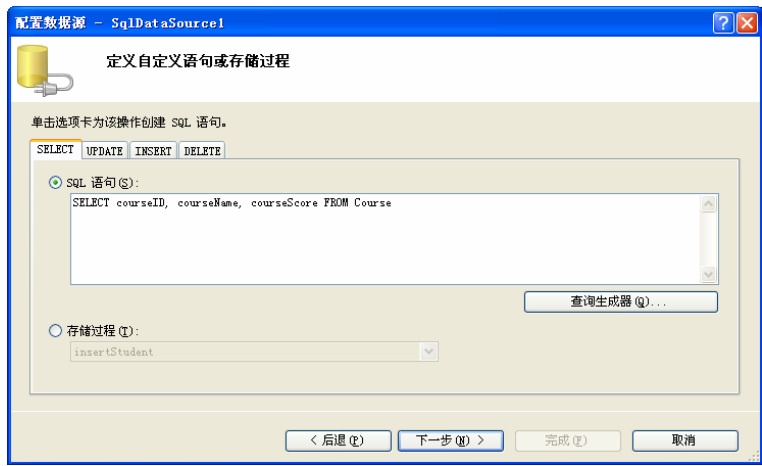 配置数据源 - SqlDataSource1
定义自定义语句或存储过程
单击选项卡为该操作创建 SQL 语句。
SELECT UPDATE INSERT DELETE
SQL 语句(S):
SELECT courseID, courseName, courseScore FROM Course
查询生成器(Q)...
存储过程(T):
insertStudent
< 后退(P) 下一步(N) > 完成(F) 取消